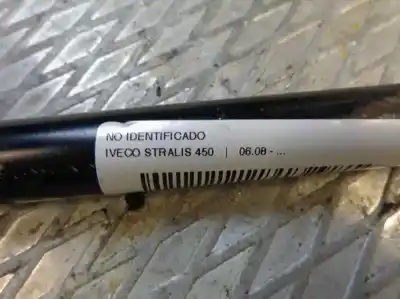 NO IDENTIFICADO
IVECO STRALIS 450 | 06.08 - ...